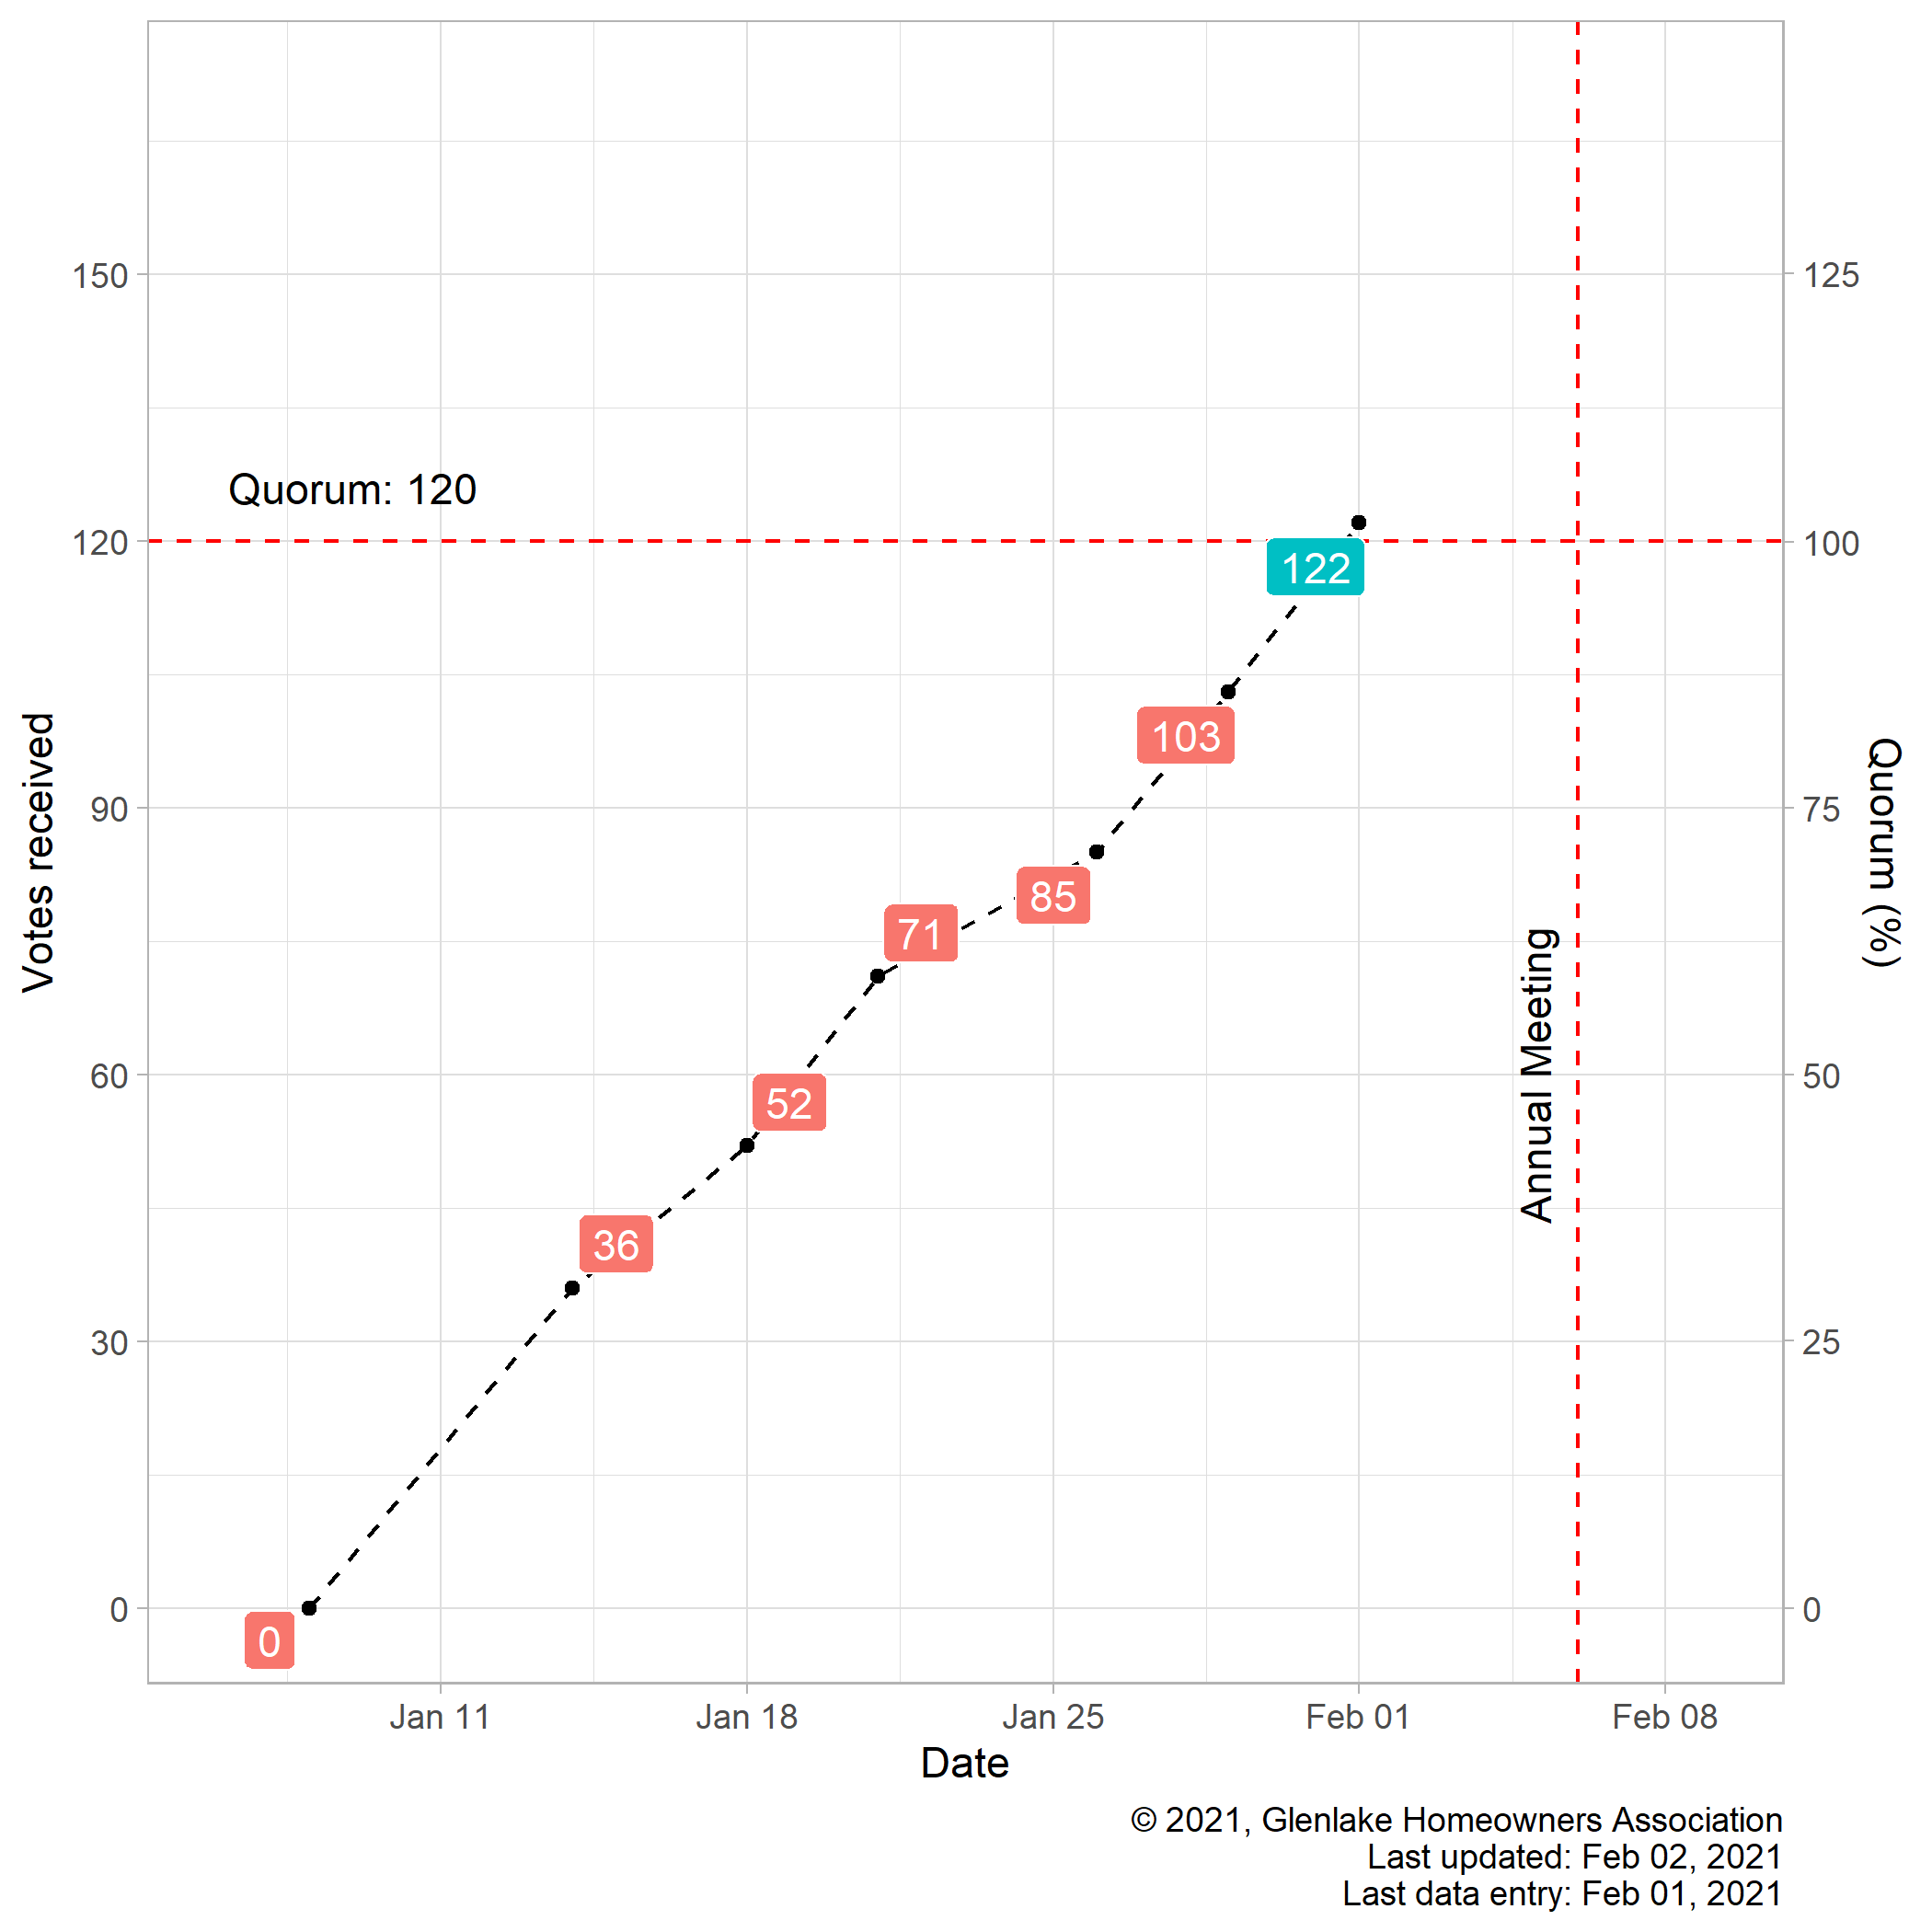 150
120
90
60
30
0
Votes received
Quorum: 120
0
36
52
71
85
103
122
Annual Meeting
125
100
75
50
25
0
Quorum (%)
Jan 11
Jan 18
Jan 25
Feb 01
Feb 08
Date
© 2021, Glenlake Homeowners Association
Last updated: Feb 02, 2021
Last data entry: Feb 01, 2021